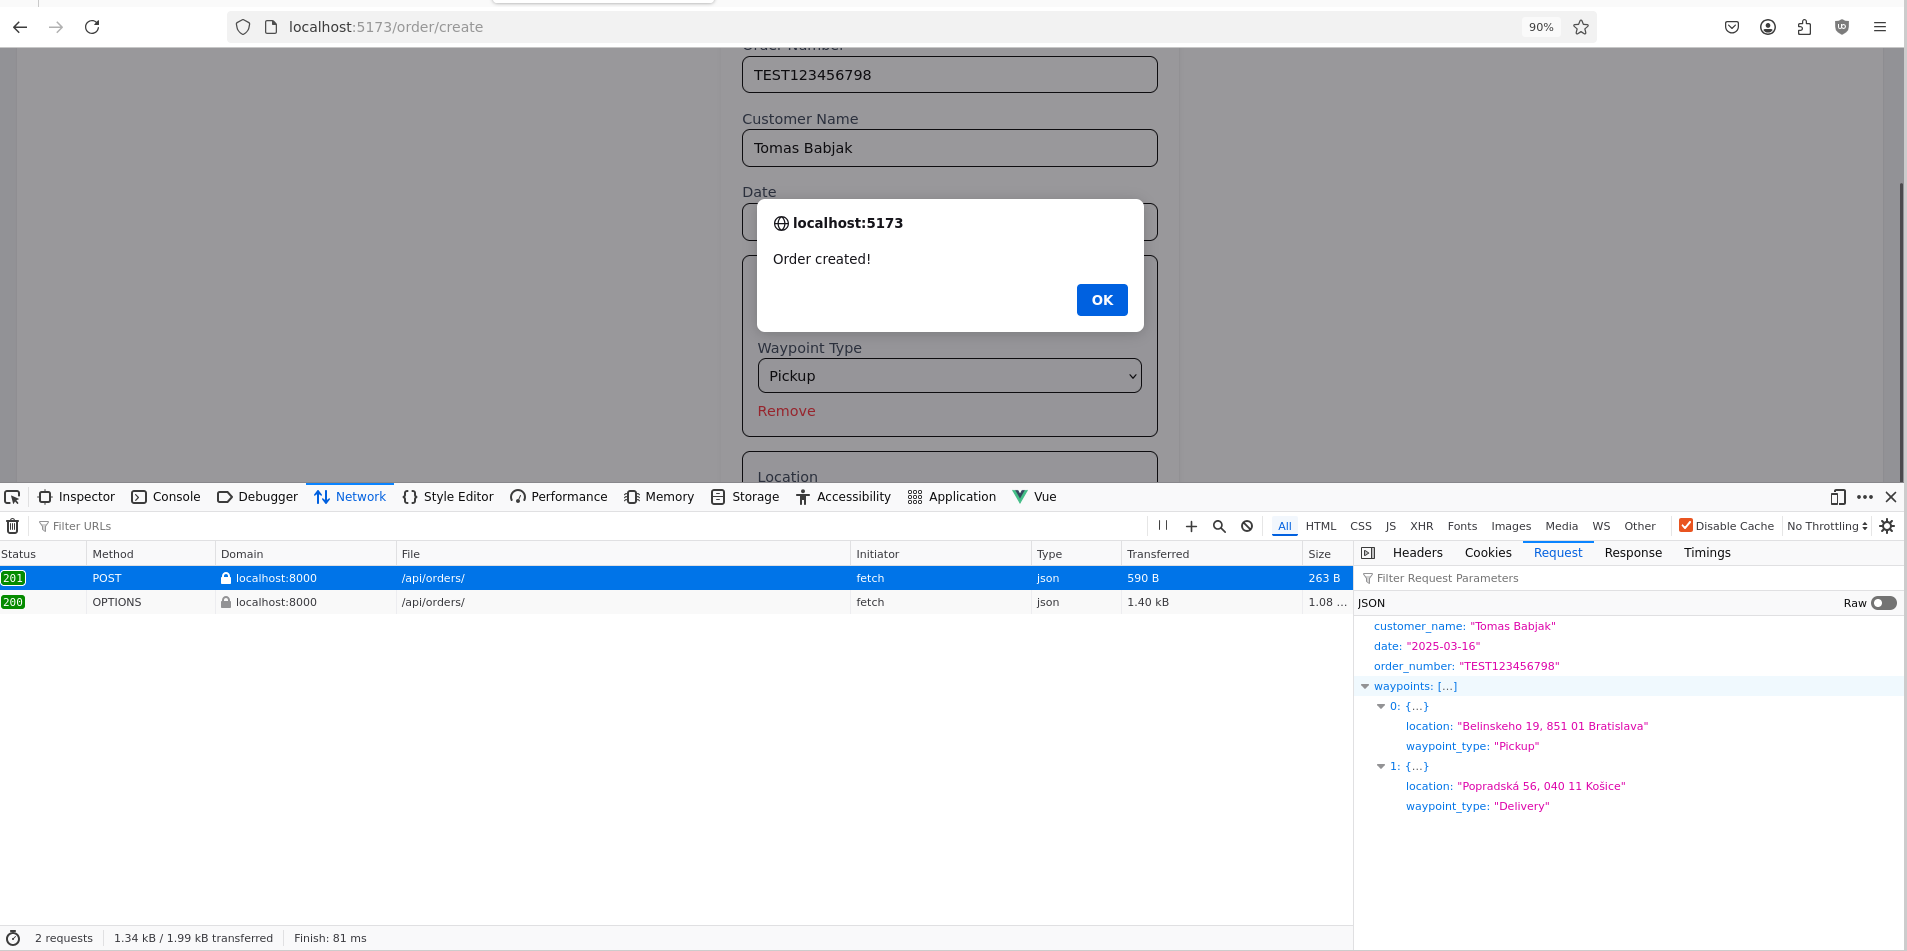 localhost:5173/order/create
90%
Order Number
TEST123456798
Customer Name
Tomas Babjak
Date
localhost:5173
Order created!
OK
Waypoint Type
Pickup
Remove
Location
Inspector Console Debugger Network Style Editor Performance Memory Storage Accessibility Application Vue
Filter URLs
All HTML CSS JS XHR Fonts Images Media WS Other Disable Cache No Throttling
Status Method Domain File Initiator Type Transferred Size
201 POST localhost:8000 /api/orders/ fetch json 590 B 263 B
200 OPTIONS localhost:8000 /api/orders/ fetch json 1.40 kB 1.08 ...
Headers Cookies Request Response Timings
Filter Request Parameters
JSON Raw
customer_name: "Tomas Babjak"
date: "2025-03-16"
order_number: "TEST123456798"
waypoints: [...]
0: {...}
location: "Belinskeho 19, 851 01 Bratislava"
waypoint_type: "Pickup"
1: {...}
location: "Popradská 56, 040 11 Košice"
waypoint_type: "Delivery"
2 requests 1.34 kB / 1.99 kB transferred Finish: 81 ms